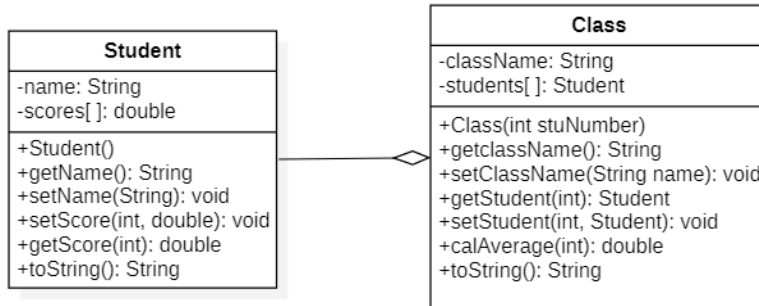 Student
-name: String
-scores[ ]: double
+Student()
+getName(): String
+setName(String): void
+setScore(int, double): void
+getScore(int): double
+toString(): String
Class
-className: String
-students[ ]: Student
+Class(int stuNumber)
+getclassName(): String
+setClassName(String name): void
+getStudent(int): Student
+setStudent(int, Student): void
+calAverage(int): double
+toString(): String